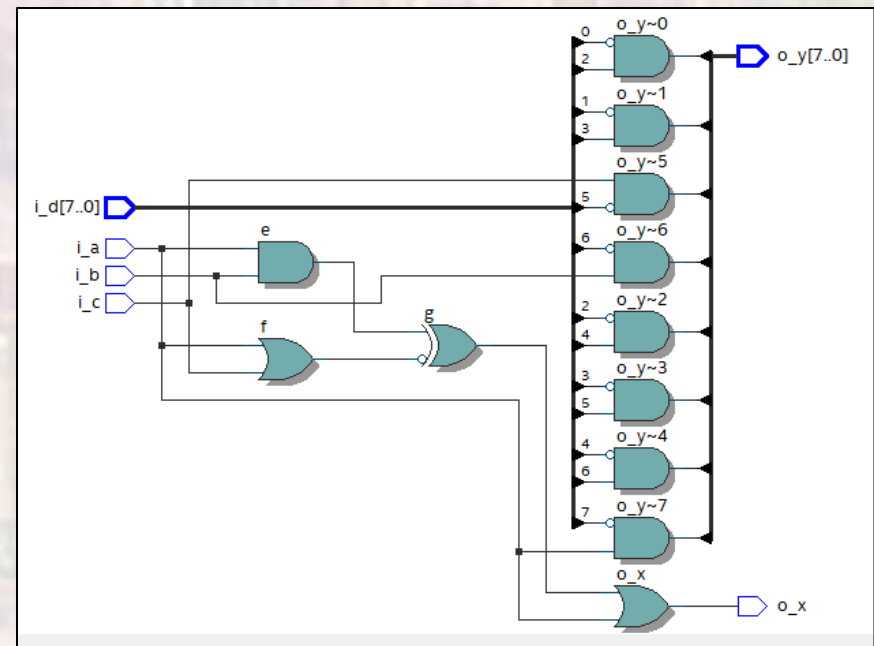 0 o_y~0
2
o_y[7..0]
1 o_y~1
3
o_y~5
i_d[7..0]
5
e
6 o_y~6
i_a
i_b
i_c
f
g
2 o_y~2
4
3 o_y~3
5
4 o_y~4
6
7 o_y~7
o_x
o_x